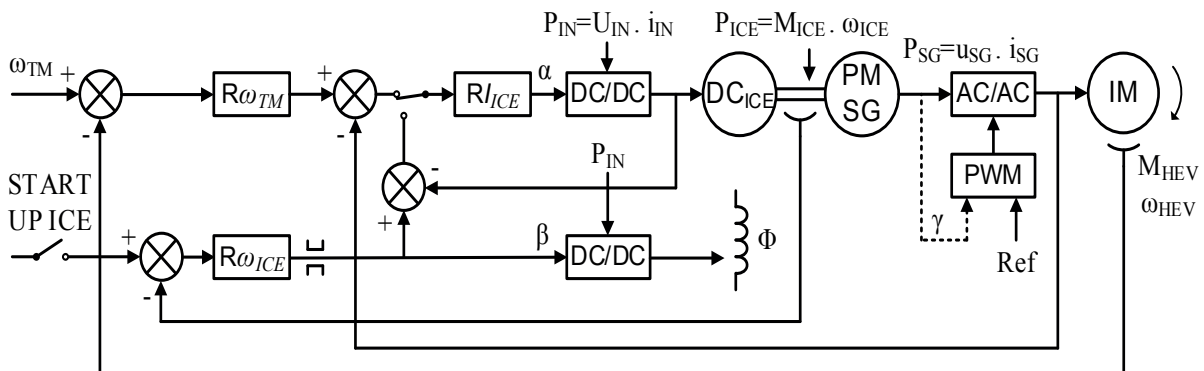 P_IN=U_IN . i_IN
P_ICE=M_ICE . ω_ICE
P_SG=u_SG . i_SG
ω_TM
+
-
Rω_TM
+
-
RI_ICE
α
DC/DC
DC_ICE
PM
SG
AC/AC
IM
START
UP ICE
-
+
P_IN
PWM
γ
Ref
M_HEV
ω_HEV
+
-
Rω_ICE
β
DC/DC
Φ